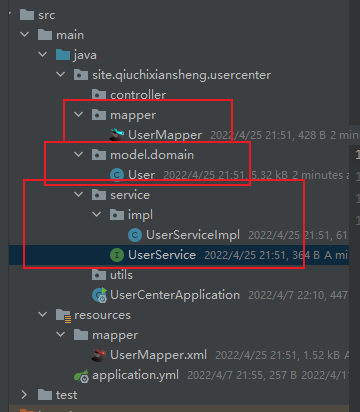 src
main
java
site.qiuchixiansheng.usercenter
controller
mapper
UserMapper 2022/4/25 21:51, 428 B 2 min
model.domain
User 2022/4/25 21:51, 5.32 kB 2 minutes a
service
impl
UserServiceImpl 2022/4/25 21:51, 61
UserService 2022/4/25 21:51, 364 B A m
utils
UserCenterApplication 2022/4/7 22:10, 447
resources
mapper
UserMapper.xml 2022/4/25 21:51, 1.52 kB A
application.yml 2022/4/7 21:55, 257 B 2022/4/1
test